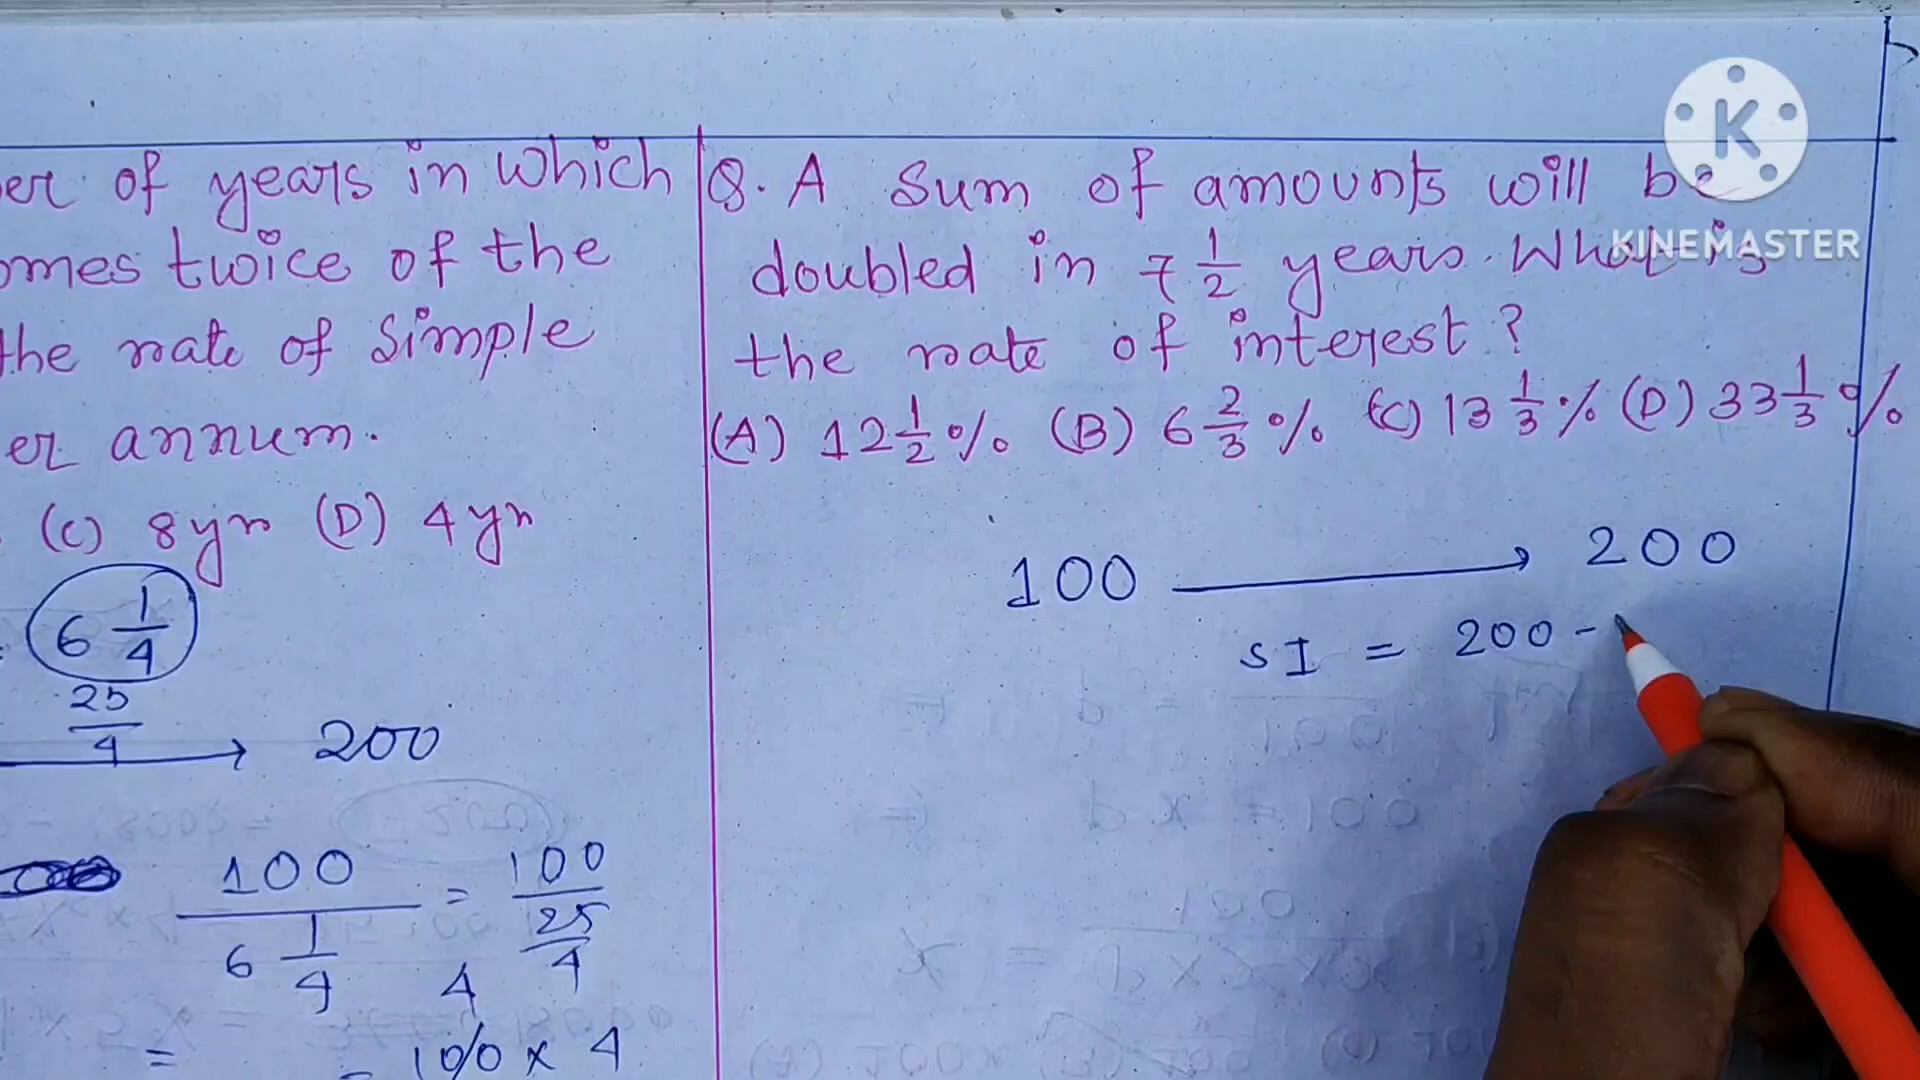 er of years in which
omes twice of the
the rate of simple
er annum.
(C) 8yr (D) 4yr
6 1/4
25/4
200
100 / 6 1/4 = 100 / 25/4
4
= = 100 x 4
Q. A sum of amounts will be
doubled in 7 1/2 years. What is
the rate of interest?
(A) 12 1/2 % (B) 6 2/3 % (C) 13 1/3 % (D) 33 1/3 %
100 → 200
SI = 200 -
K
KINEMASTER